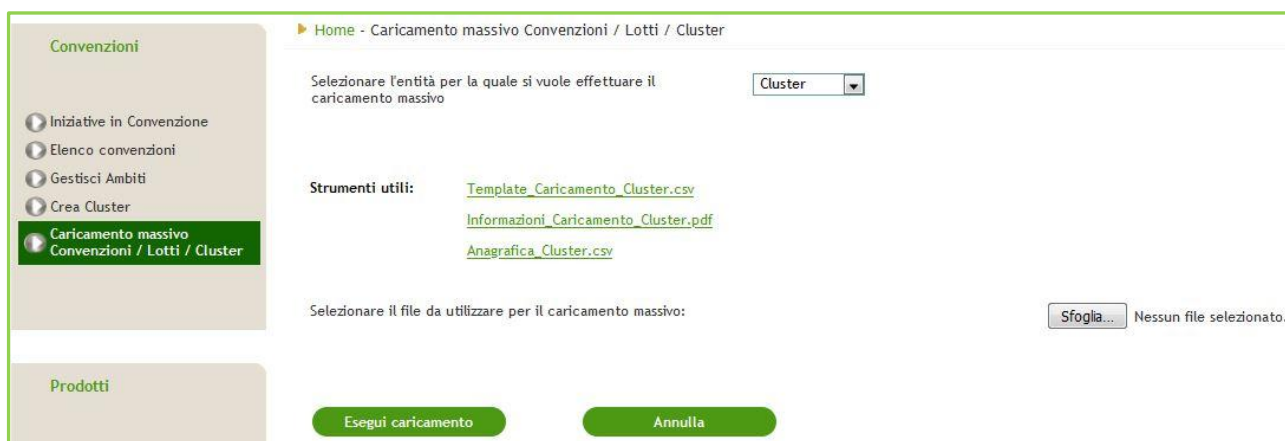 Convenzioni
Iniziative in Convenzione
Elenco convenzioni
Gestisci Ambiti
Crea Cluster
Caricamento massivo
Convenzioni / Lotti / Cluster
Prodotti
Home - Caricamento massivo Convenzioni / Lotti / Cluster
Selezionare l'entità per la quale si vuole effettuare il
caricamento massivo
Cluster
Strumenti utili:
Template_Caricamento_Cluster.csv
Informazioni_Caricamento_Cluster.pdf
Anagrafica_Cluster.csv
Selezionare il file da utilizzare per il caricamento massivo:
Sfoglia... Nessun file selezionato.
Esegui caricamento
Annulla